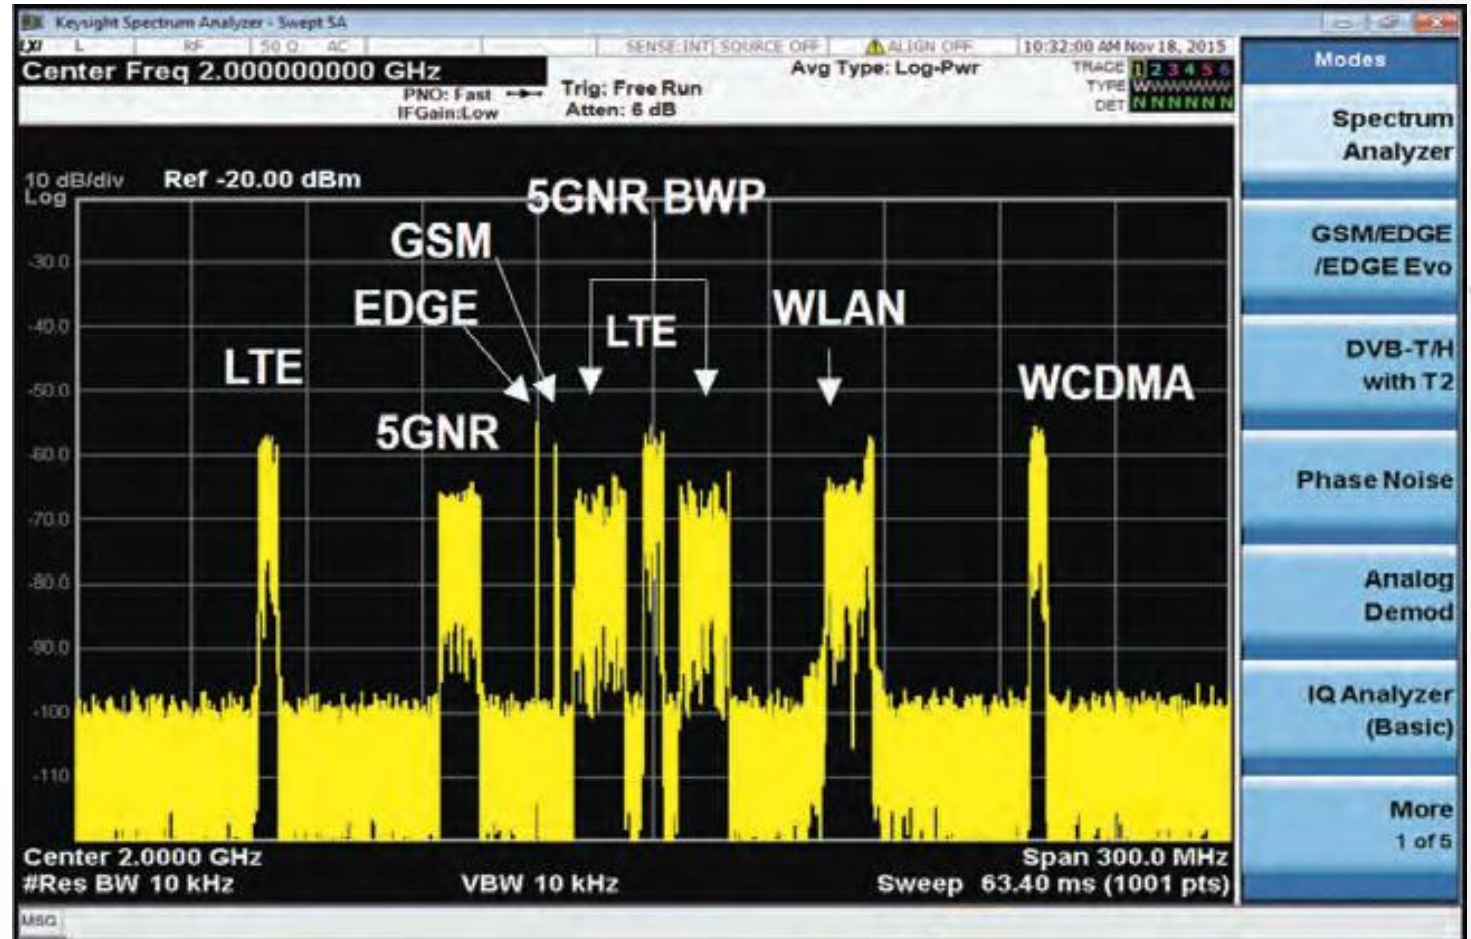 Keysight Spectrum Analyzer - Swept SA
LXI L RF 50 Ω AC SENSE:INT SOURCE OFF ALIGN OFF 10:32:00 AM Nov 18, 2015
Center Freq 2.000000000 GHz
PNO: Fast
IFGain:Low
Trig: Free Run
Atten: 6 dB
Avg Type: Log-Pwr
TRACE 1 2 3 4 5 6
TYPE WWWWWW
DET N N N N N N
10 dB/div Ref -20.00 dBm
Log
-30.0
-40.0
-50.0
-60.0
-70.0
-80.0
-90.0
-100
-110
5GNR BWP
GSM
EDGE
LTE
WLAN
LTE
WCDMA
5GNR
Center 2.0000 GHz Span 300.0 MHz
#Res BW 10 kHz VBW 10 kHz Sweep 63.40 ms (1001 pts)
MSG
Modes
Spectrum
Analyzer
GSM/EDGE
/EDGE Evo
DVB-T/H
with T2
Phase Noise
Analog
Demod
IQ Analyzer
(Basic)
More
1 of 5